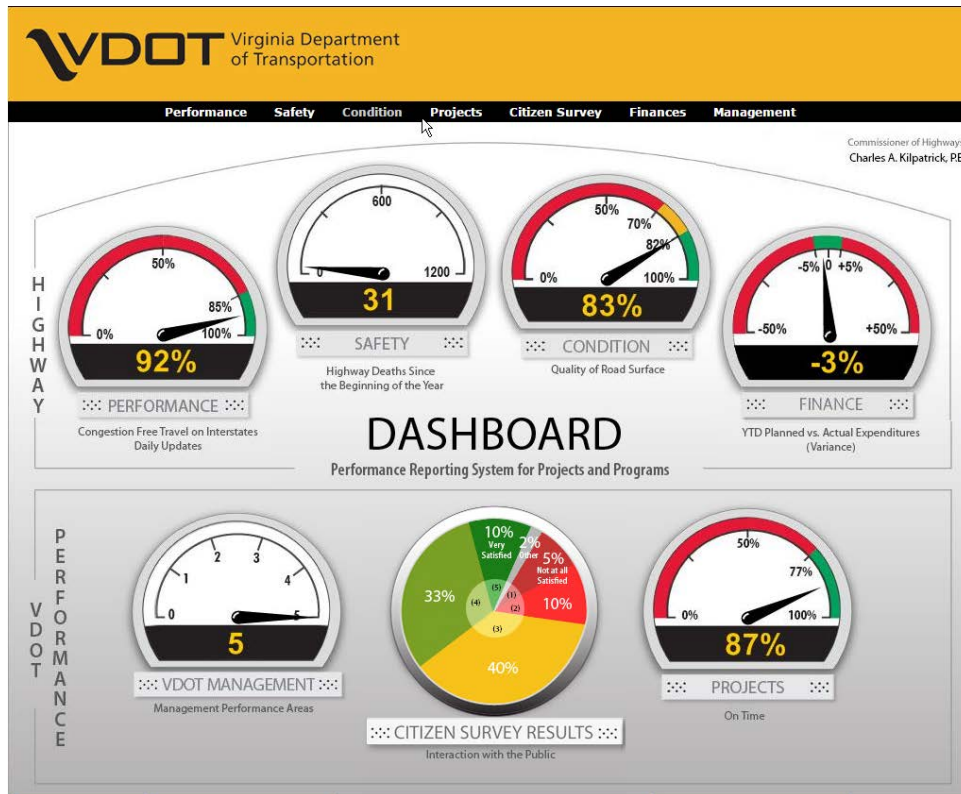 VDOT Virginia Department
of Transportation
Performance Safety Condition Projects Citizen Survey Finances Management
Commissioner of Highways
Charles A. Kilpatrick, P.E
HIGHWAY
0% 50% 85% 100%
92%
PERFORMANCE
Congestion Free Travel on Interstates
Daily Updates
0 600 1200
31
SAFETY
Highway Deaths Since
the Beginning of the Year
0% 50% 70% 82% 100%
83%
CONDITION
Quality of Road Surface
-50% -5% 0 +5% +50%
-3%
FINANCE
YTD Planned vs. Actual Expenditures
(Variance)
DASHBOARD
Performance Reporting System for Projects and Programs
VDOT
PERFORMANCE
0 1 2 3 4 5
5
VDOT MANAGEMENT
Management Performance Areas
10%
Very
Satisfied
2%
Other
5%
Not at all
Satisfied
33%
10%
40%
(5)
(4)
(1)
(2)
(3)
CITIZEN SURVEY RESULTS
Interaction with the Public
0% 50% 77% 100%
87%
PROJECTS
On Time